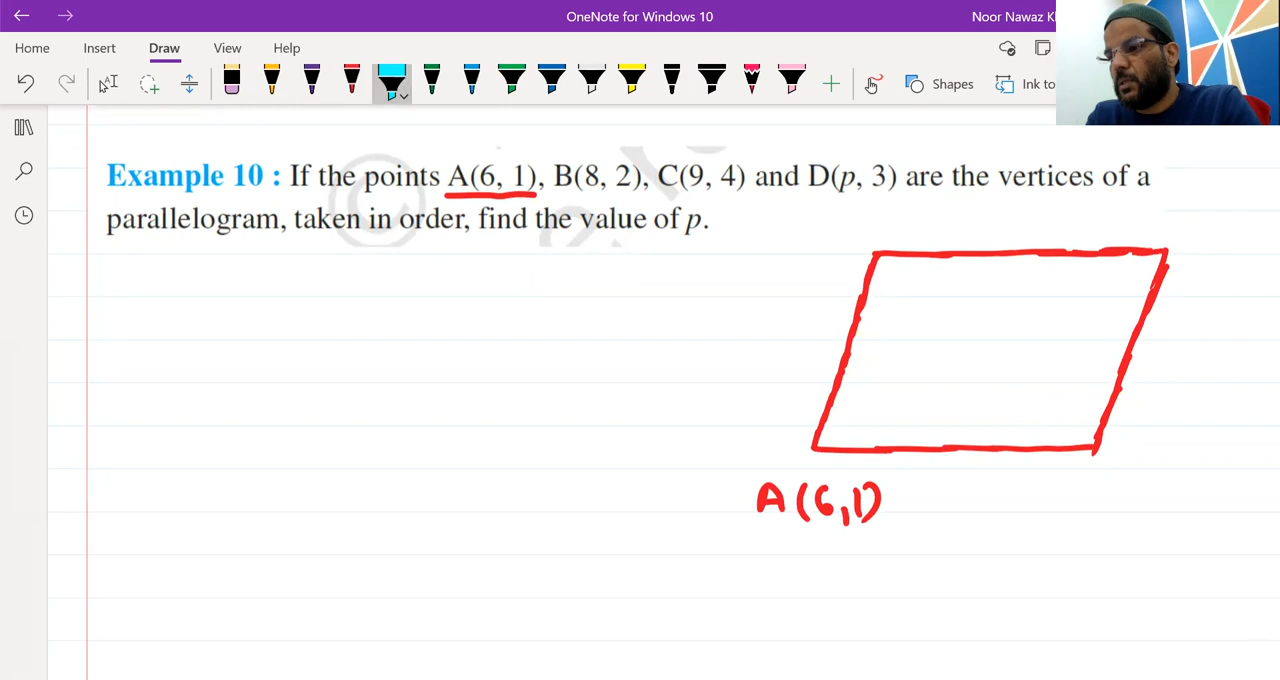 OneNote for Windows 10
Noor Nawaz
Home Insert Draw View Help
Shapes
Ink to
Example 10 : If the points A(6, 1), B(8, 2), C(9, 4) and D(p, 3) are the vertices of a
parallelogram, taken in order, find the value of p.
A(6,1)